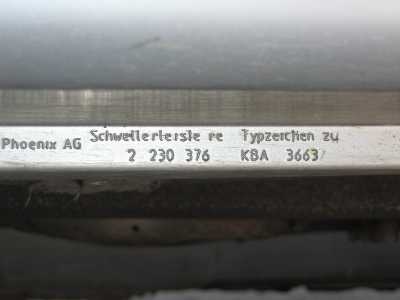 Phoenix AG Schwellerleiste re Typzeichen zu
2 230 376 KBA 3663